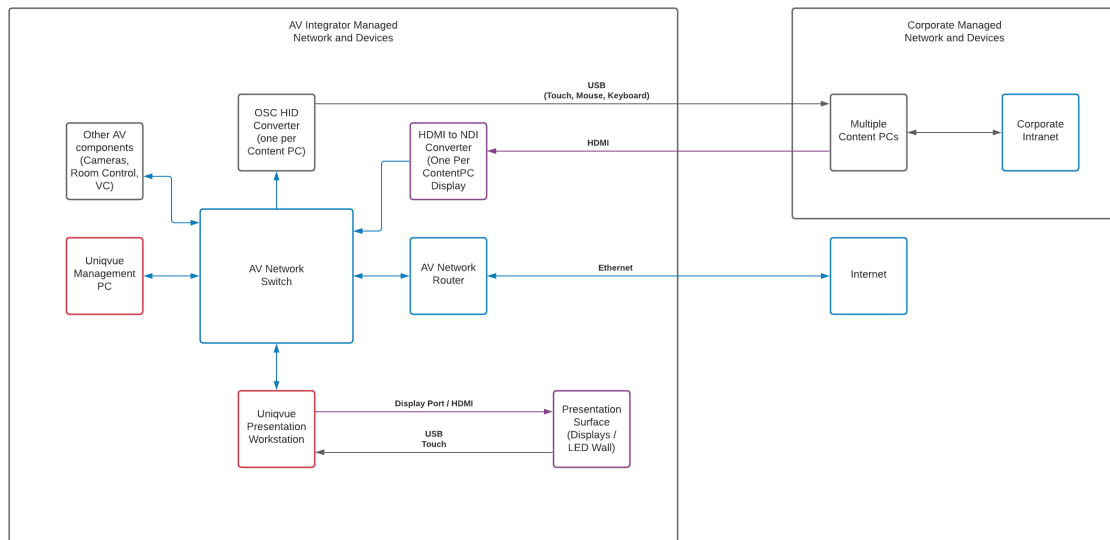 AV Integrator Managed
Network and Devices
Corporate Managed
Network and Devices
USB
(Touch, Mouse, Keyboard)
OSC HID
Converter
(one per
Content PC)
Other AV
components
(Cameras,
Room Control,
VC)
HDMI to NDI
Converter
(One Per
ContentPC
Display
HDMI
Multiple
Content PCs
Corporate
Intranet
Uniqvue
Management
PC
AV Network
Switch
AV Network
Router
Ethernet
Internet
Uniqvue
Presentation
Workstation
Display Port / HDMI
USB
Touch
Presentation
Surface
(Displays /
LED Wall)